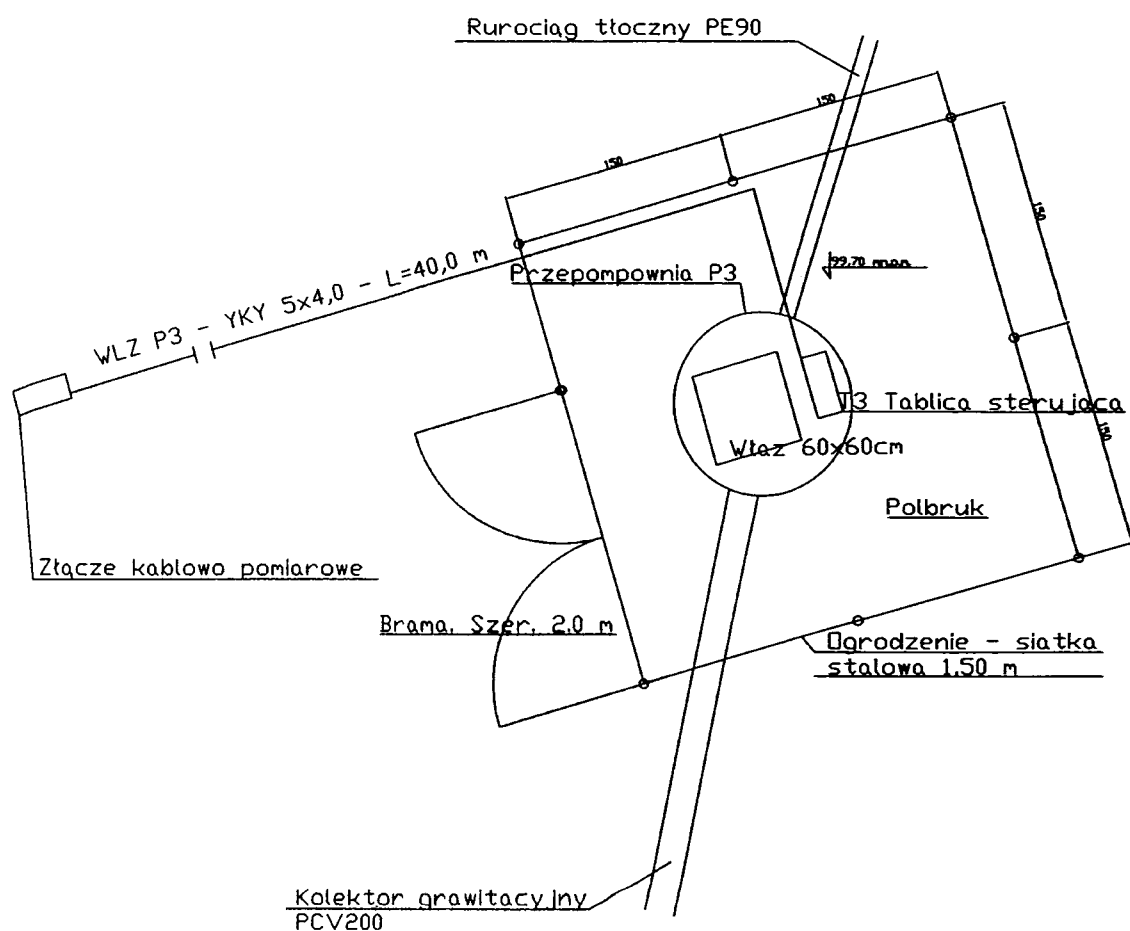 Rurociąg tłoczny PE90
150
150
150
WLZ P3 - YKY 5x4,0 - L=40,0 m
Przepompownia P3
99,70
T3 Tablica sterująca
150
Właz 60x60cm
Polbruk
Złącze kablowo pomiarowe
Brama, Szer, 2,0 m
Ogrodzenie - siatka
stalowa 1,50 m
Kolektor grawitacyjny
PCV200